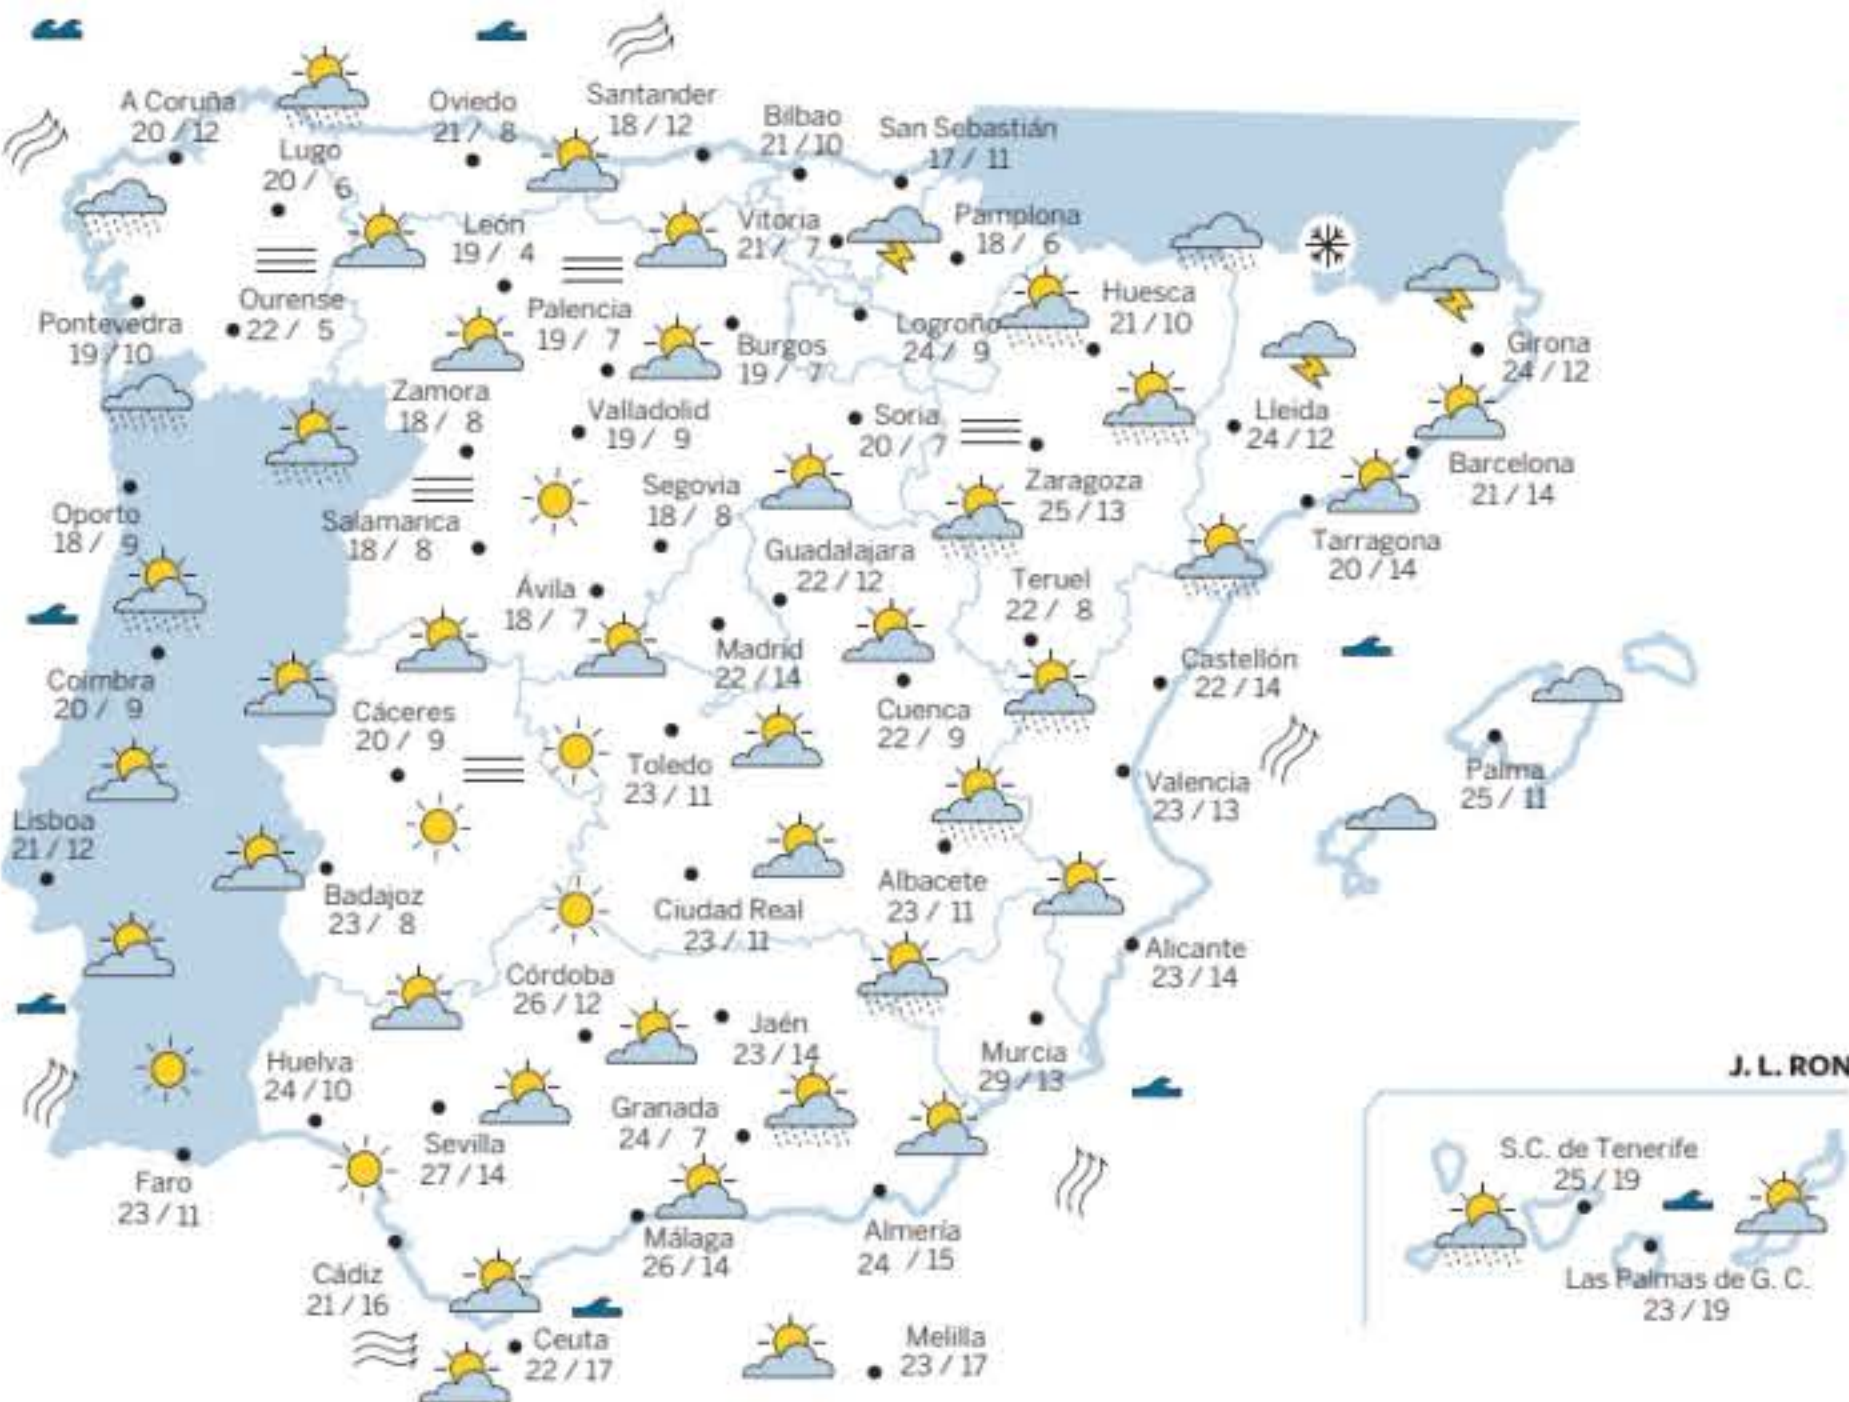 A Coruña
20 / 12
Oviedo
21 / 8
Santander
18 / 12
Bilbao
21 / 10
San Sebastián
17 / 11
Lugo
20 / 6
León
19 / 4
Vitoria
21 / 7
Pamplona
18 / 6
Pontevedra
19 / 10
Ourense
22 / 5
Palencia
19 / 7
Burgos
19 / 7
Logroño
24 / 9
Huesca
21 / 10
Girona
24 / 12
Zamora
18 / 8
Valladolid
19 / 9
Soria
20 / 7
Lleida
24 / 12
Barcelona
21 / 14
Oporto
18 / 9
Salamanca
18 / 8
Segovia
18 / 8
Zaragoza
25 / 13
Tarragona
20 / 14
Ávila
18 / 7
Guadalajara
22 / 12
Teruel
22 / 8
Coimbra
20 / 9
Madrid
22 / 14
Castellón
22 / 14
Cáceres
20 / 9
Cuenca
22 / 9
Toledo
23 / 11
Valencia
23 / 13
Palma
25 / 11
Lisboa
21 / 12
Badajoz
23 / 8
Ciudad Real
23 / 11
Albacete
23 / 11
Alicante
23 / 14
Córdoba
26 / 12
Jaén
23 / 14
Murcia
29 / 13
Huelva
24 / 10
J. L. RON
Granada
24 / 7
Sevilla
27 / 14
Faro
23 / 11
S.C. de Tenerife
25 / 19
Málaga
26 / 14
Almería
24 / 15
Cádiz
21 / 16
Las Palmas de G. C.
23 / 19
Ceuta
22 / 17
Melilla
23 / 17